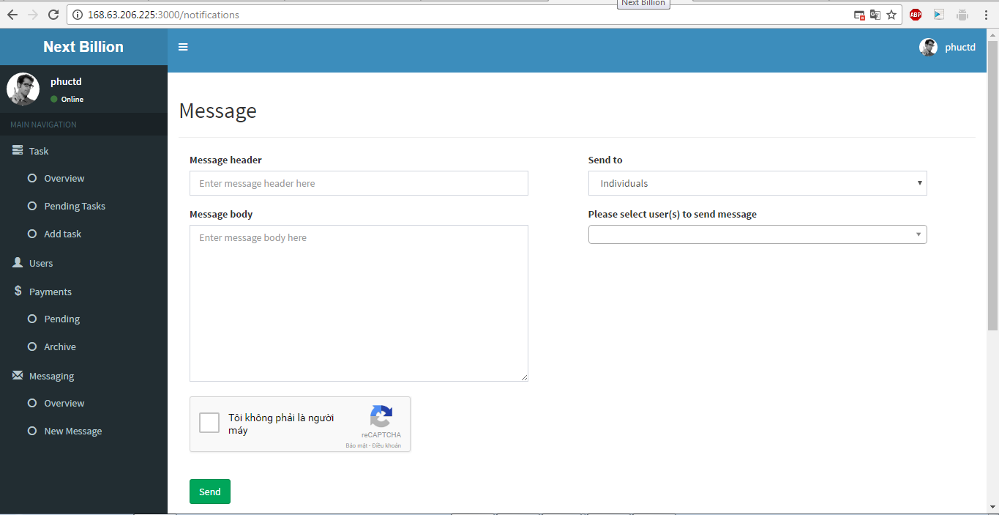 Next Billion
168.63.206.225:3000/notifications
ABP
Next Billion
phuctd
phuctd
Online
MAIN NAVIGATION
Task
Overview
Pending Tasks
Add task
Users
Payments
Pending
Archive
Messaging
Overview
New Message
Message
Message header
Enter message header here
Message body
Enter message body here
Send to
Individuals
Please select user(s) to send message
Tôi không phải là người
máy
reCAPTCHA
Bảo mật - Điều khoản
Send